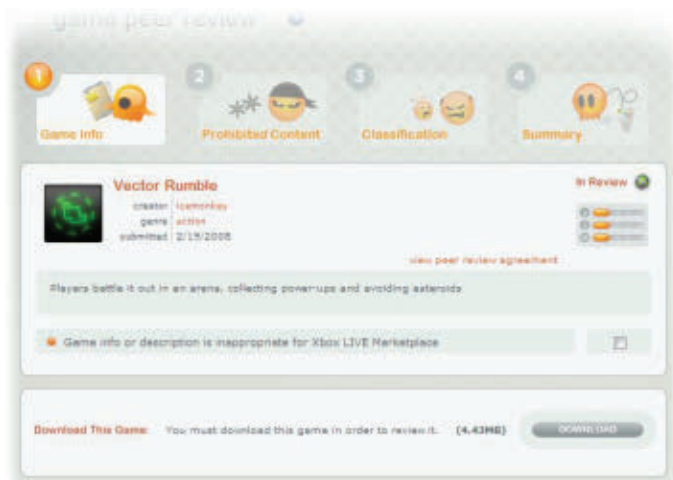 game peer review
1 2 3 4
Game Info Prohibited Content Classification Summary
Vector Rumble
In Review
creator icemonkey
genre action
submitted 2/19/2008
view peer review agreement
Players battle it out in an arena, collecting power-ups and avoiding asteroids
Game info or description is inappropriate for Xbox LIVE Marketplace
Download This Game: You must download this game in order to review it. (4.43MB) DOWNLOAD